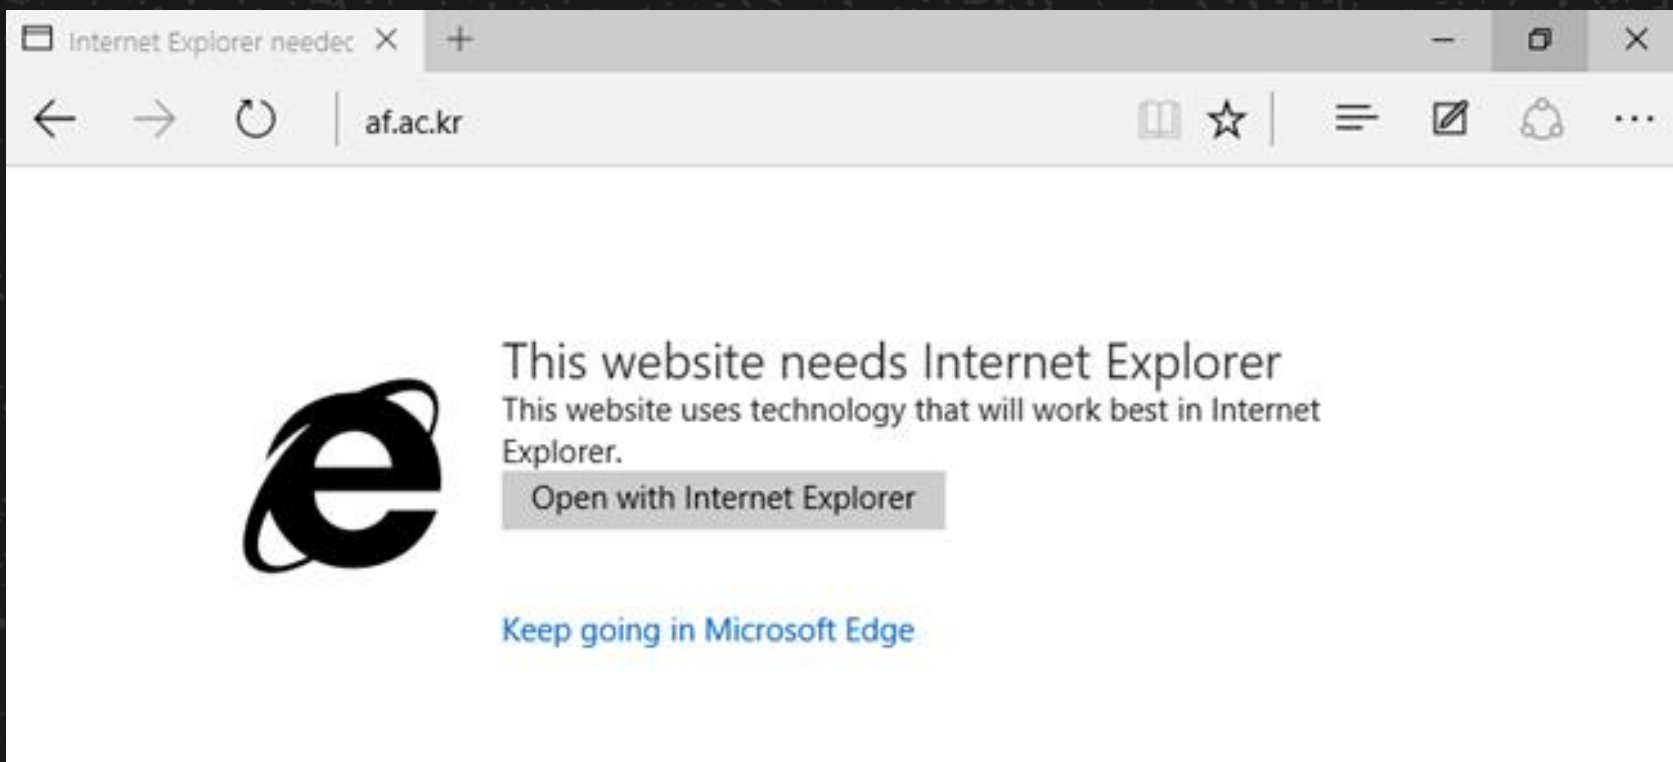 Internet Explorer needec
af.ac.kr
This website needs Internet Explorer
This website uses technology that will work best in Internet
Explorer.
Open with Internet Explorer
Keep going in Microsoft Edge